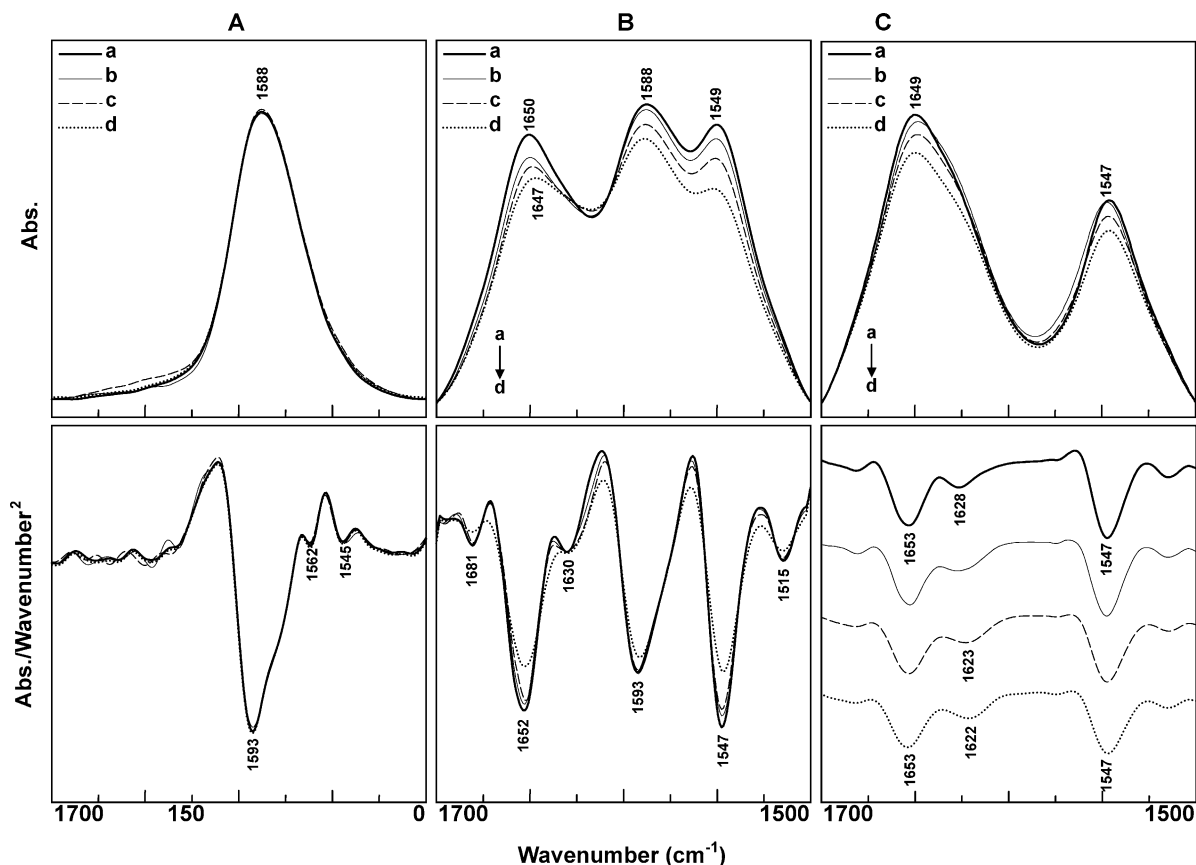 A
B
C
a
b
c
d
1588
a
b
c
d
1650
1647
1588
1549
a
d
a
b
c
d
1649
1547
a
d
Abs.
1593
1562
1545
1681
1652
1630
1593
1547
1515
1653
1628
1547
1623
1653
1622
1547
Abs./Wavenumber2
1700 150 0
1700 1500
1700 1500
Wavenumber (cm-1)